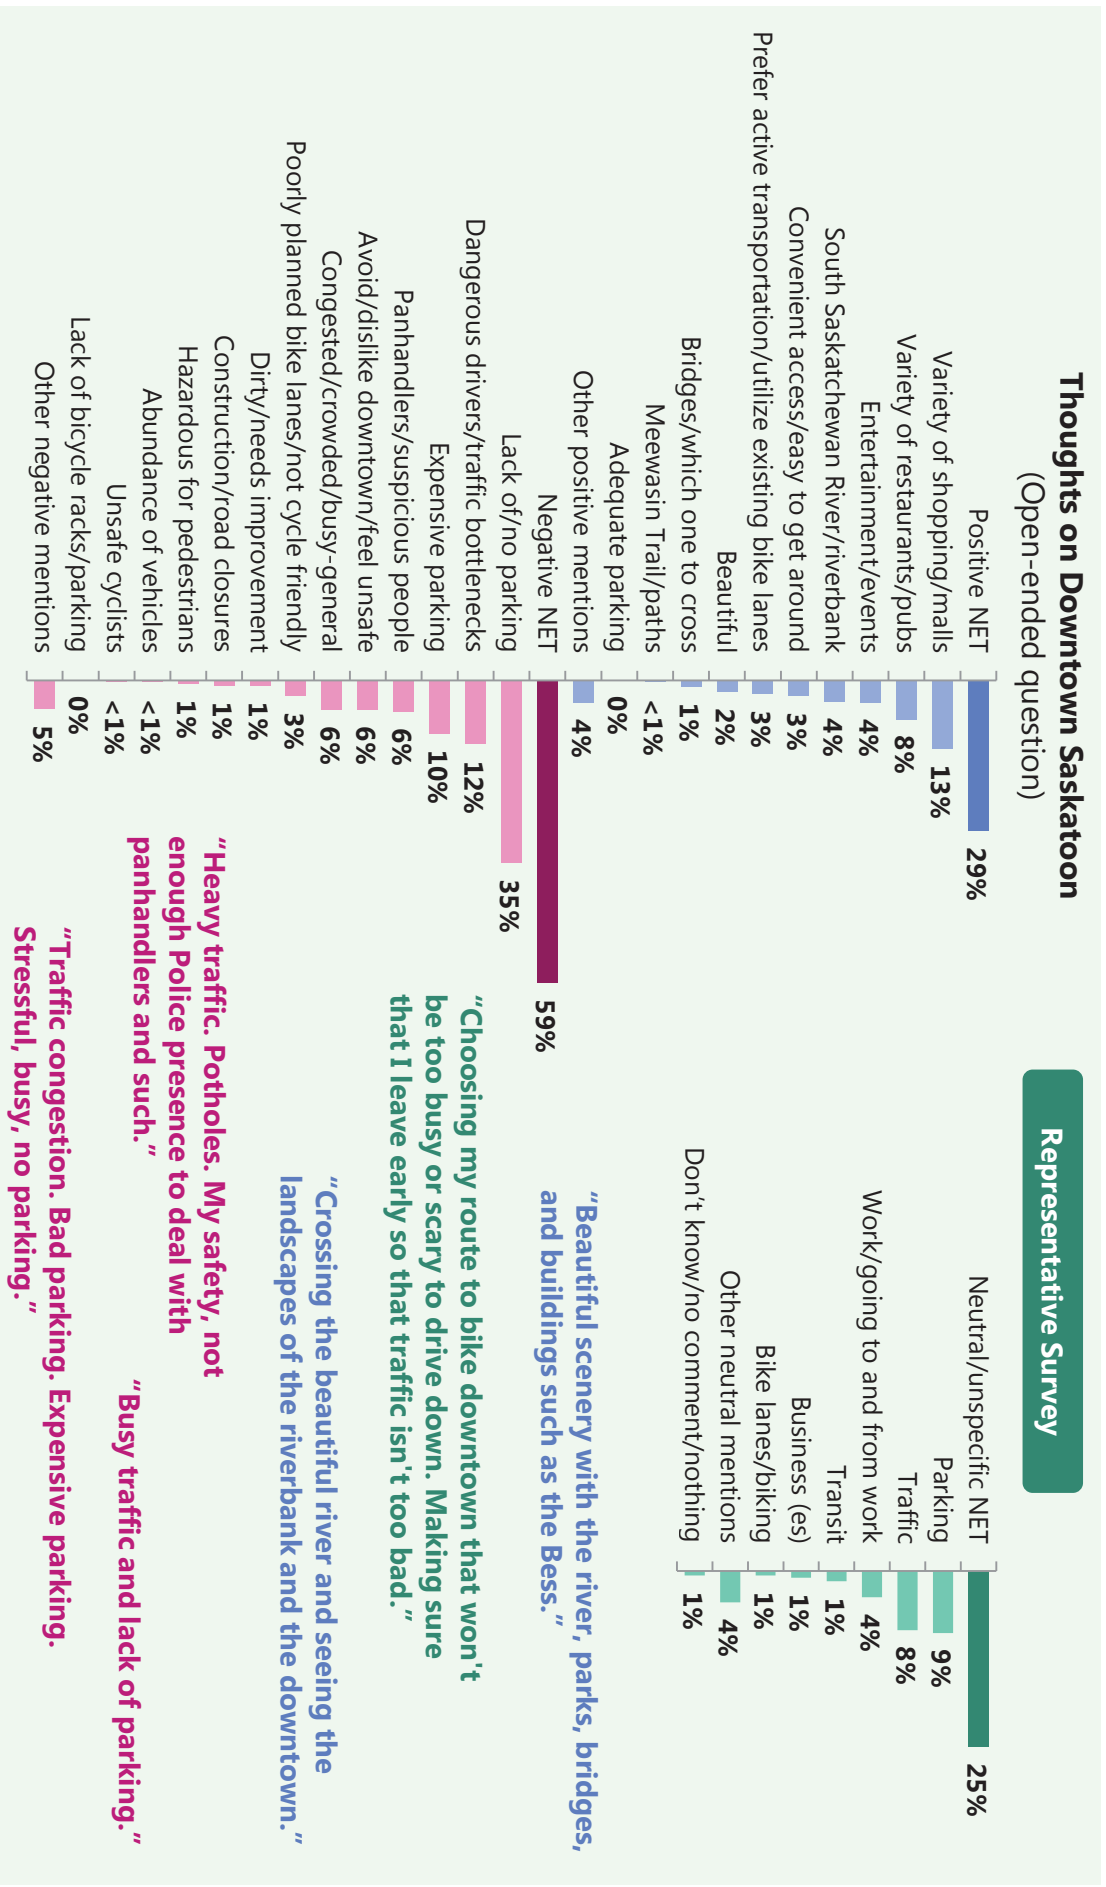 Thoughts on Downtown Saskatoon
(Open-ended question)
Representative Survey
Positive NET 29%
Variety of shopping/malls 13%
Variety of restaurants/pubs 8%
Entertainment/events 4%
South Saskatchewan River/riverbank 4%
Convenient access/easy to get around 3%
Prefer active transportation/utilize existing bike lanes 3%
Beautiful 2%
Bridges/which one to cross 1%
Meewasin Trail/paths <1%
Adequate parking 0%
Other positive mentions 4%
Negative NET 59%
Lack of/no parking 35%
Dangerous drivers/traffic bottlenecks 12%
Expensive parking 10%
Panhandlers/suspicious people 6%
Avoid/dislike downtown/feel unsafe 6%
Congested/crowded/busy-general 6%
Poorly planned bike lanes/not cycle friendly 3%
Dirty/needs improvement 1%
Construction/road closures 1%
Hazardous for pedestrians 1%
Abundance of vehicles <1%
Unsafe cyclists <1%
Lack of bicycle racks/parking 0%
Other negative mentions 5%
Neutral/unspecific NET 25%
Parking 9%
Traffic 8%
Work/going to and from work 4%
Transit 1%
Business (es) 1%
Bike lanes/biking 1%
Other neutral mentions 4%
Don't know/no comment/nothing 1%
“Beautiful scenery with the river, parks, bridges,
and buildings such as the Bess.”
“Choosing my route to bike downtown that won't
be too busy or scary to drive down. Making sure
that I leave early so that traffic isn't too bad.”
“Crossing the beautiful river and seeing the
landscapes of the riverbank and the downtown.”
“Heavy traffic. Potholes. My safety, not
enough Police presence to deal with
panhandlers and such.”
“Busy traffic and lack of parking.”
“Traffic congestion. Bad parking. Expensive parking.
Stressful, busy, no parking.”